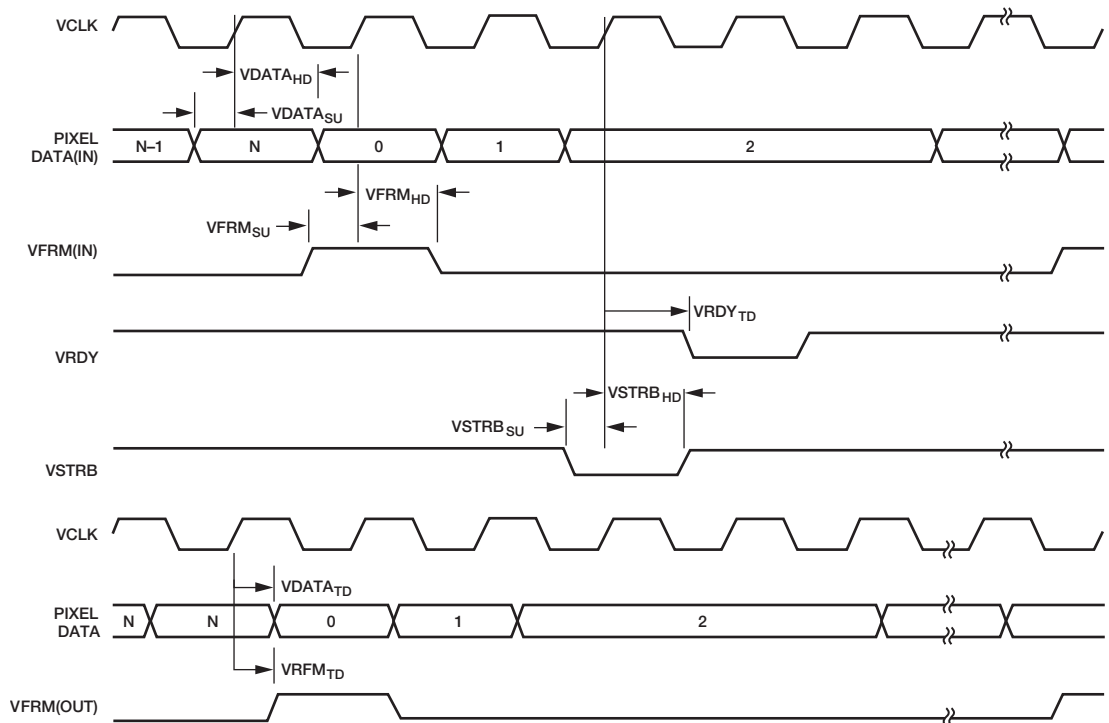 VCLK
VDATAHD
VDATASU
PIXEL
DATA(IN)
N–1
N
0
1
2
VFRMHD
VFRMSU
VFRM(IN)
VRDYTD
VRDY
VSTRBHD
VSTRBSU
VSTRB
VCLK
VDATATD
PIXEL
DATA
N
N
0
1
2
VRFMTD
VFRM(OUT)